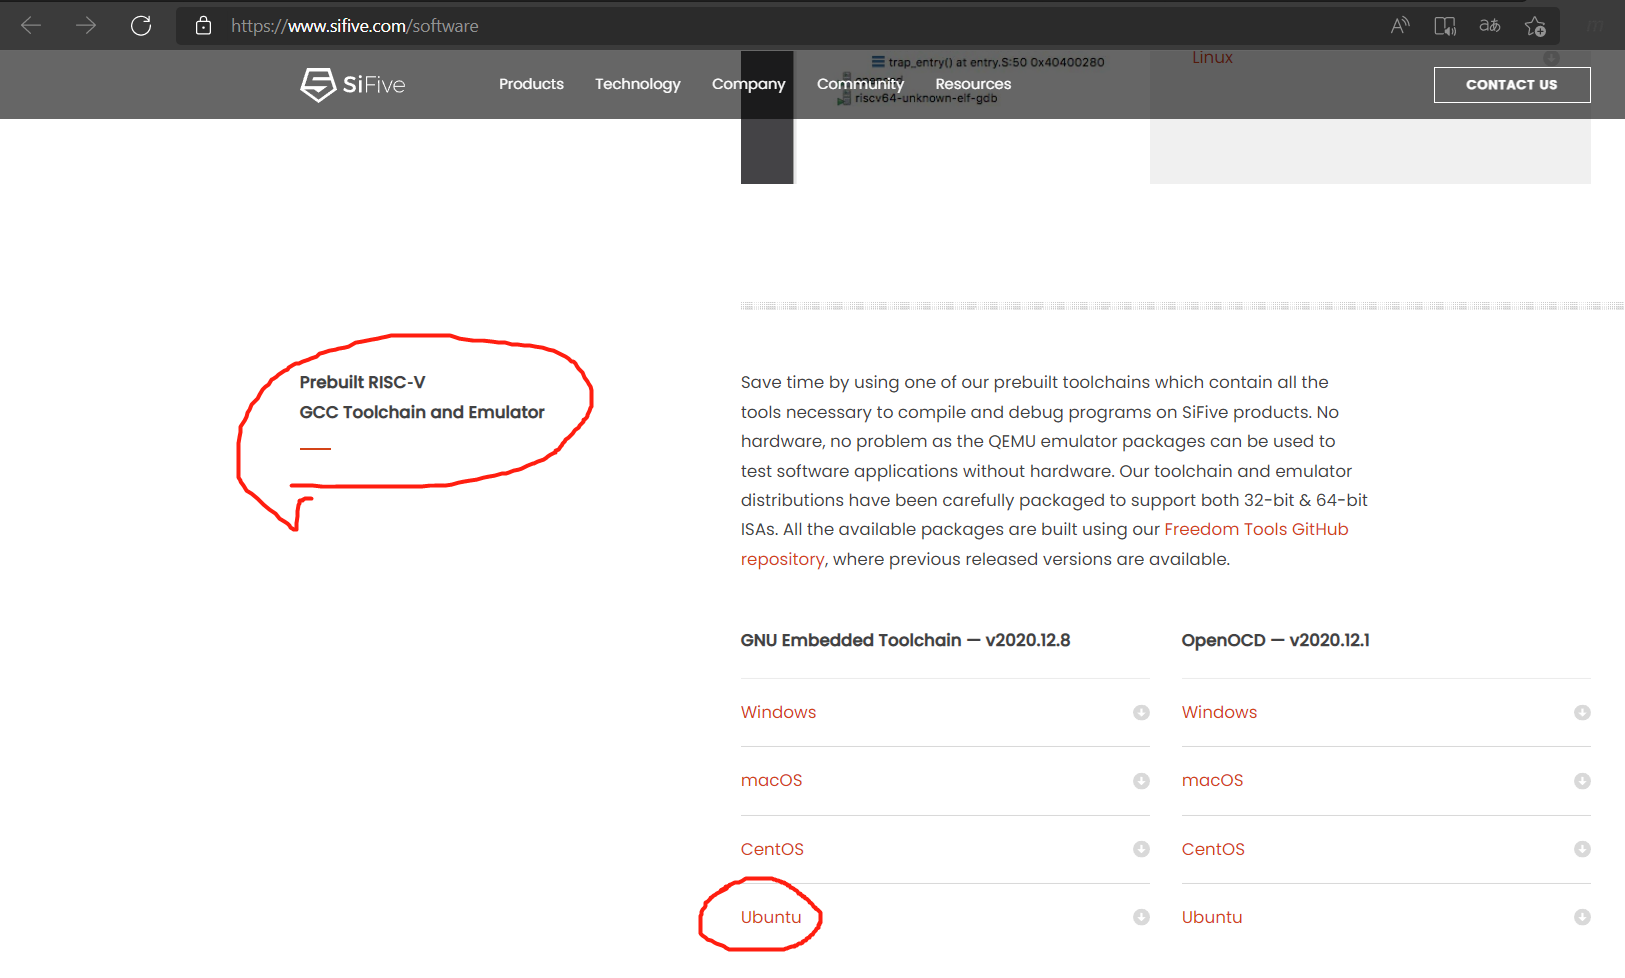 https://www.sifive.com/software
trap_entry() at entry.S:50 0x40400280
Linux
SiFive
Products
Technology
Company
Community
Resources
CONTACT US
riscv64-unknown-elf-gdb
Prebuilt RISC-V
GCC Toolchain and Emulator
Save time by using one of our prebuilt toolchains which contain all the
tools necessary to compile and debug programs on SiFive products. No
hardware, no problem as the QEMU emulator packages can be used to
test software applications without hardware. Our toolchain and emulator
distributions have been carefully packaged to support both 32-bit & 64-bit
ISAs. All the available packages are built using our Freedom Tools GitHub
repository, where previous released versions are available.
GNU Embedded Toolchain — v2020.12.8
Windows
macOS
CentOS
Ubuntu
OpenOCD — v2020.12.1
Windows
macOS
CentOS
Ubuntu